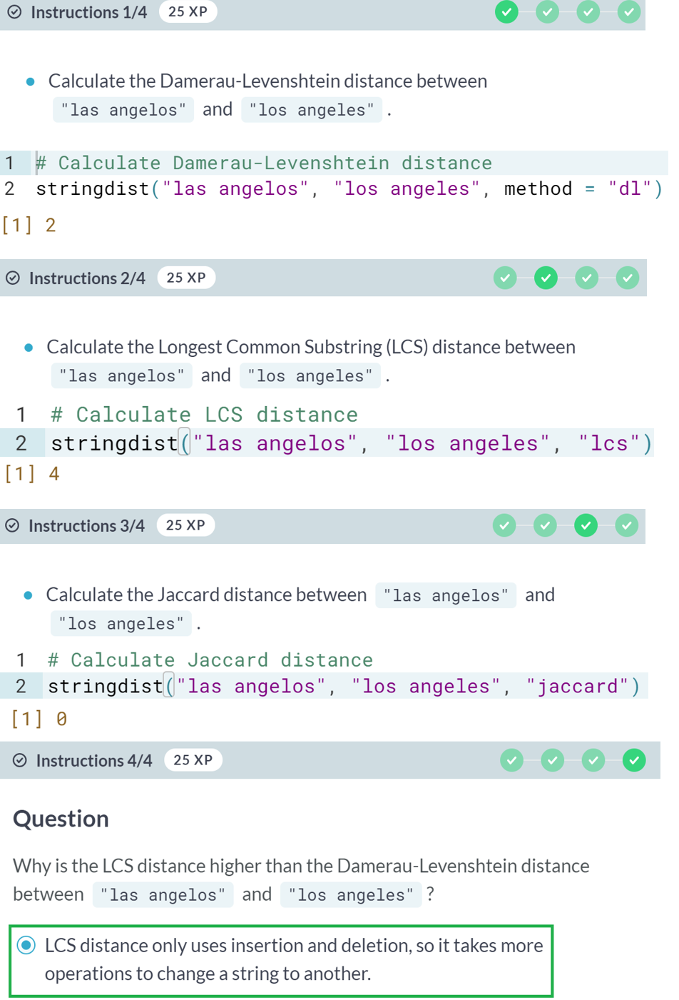 Instructions 1/4 25 XP
Calculate the Damerau-Levenshtein distance between
"las angelos" and "los angeles" .
1 # Calculate Damerau-Levenshtein distance
2 stringdist("las angelos", "los angeles", method = "dl")
[1] 2
Instructions 2/4 25 XP
Calculate the Longest Common Substring (LCS) distance between
"las angelos" and "los angeles" .
1 # Calculate LCS distance
2 stringdist("las angelos", "los angeles", "lcs")
[1] 4
Instructions 3/4 25 XP
Calculate the Jaccard distance between "las angelos" and
"los angeles" .
1 # Calculate Jaccard distance
2 stringdist("las angelos", "los angeles", "jaccard")
[1] 0
Instructions 4/4 25 XP
Question
Why is the LCS distance higher than the Damerau-Levenshtein distance
between "las angelos" and "los angeles" ?
LCS distance only uses insertion and deletion, so it takes more
operations to change a string to another.